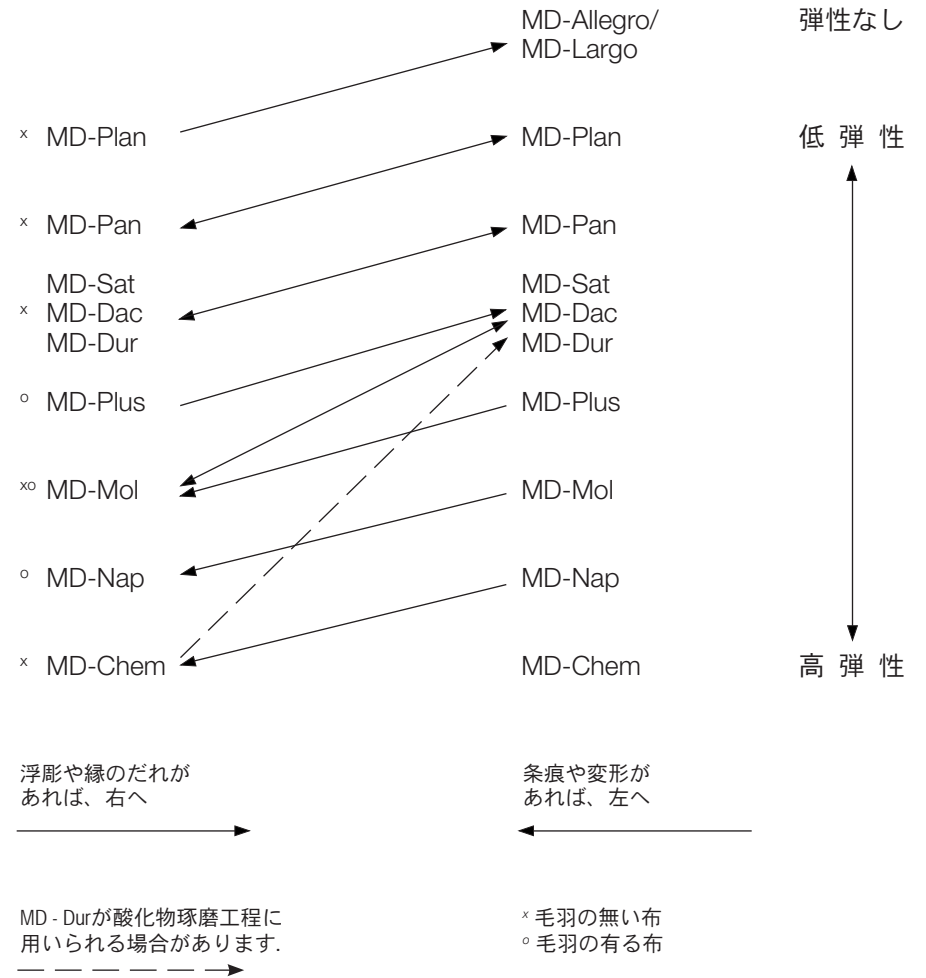 MD-Allegro/ 弾性なし
MD-Largo
x MD-Plan MD-Plan 低 弾 性
x MD-Pan MD-Pan
MD-Sat MD-Sat
x MD-Dac MD-Dac
MD-Dur MD-Dur
o MD-Plus MD-Plus
xo MD-Mol MD-Mol
o MD-Nap MD-Nap
x MD-Chem MD-Chem 高 弾 性
浮彫や縁のだれが
あれば、右へ
条痕や変形が
あれば、左へ
MD - Durが酸化物琢磨工程に
用いられる場合があります.
x 毛羽の無い布
o 毛羽の有る布